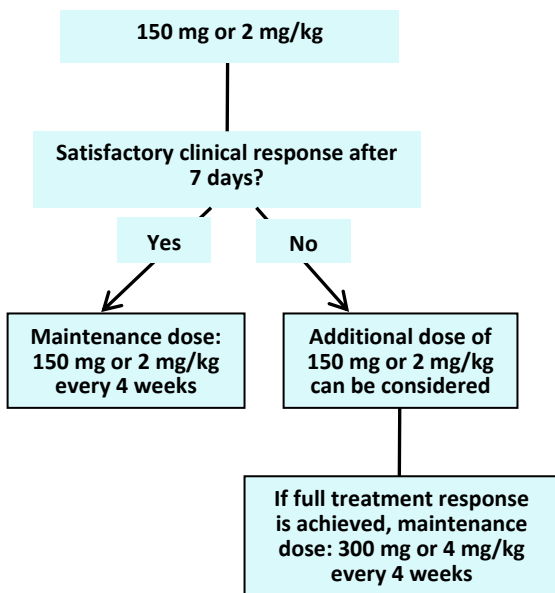 150 mg or 2 mg/kg
Satisfactory clinical response after
7 days?
Yes
No
Maintenance dose:
150 mg or 2 mg/kg
every 4 weeks
Additional dose of
150 mg or 2 mg/kg
can be considered
If full treatment response
is achieved, maintenance
dose: 300 mg or 4 mg/kg
every 4 weeks